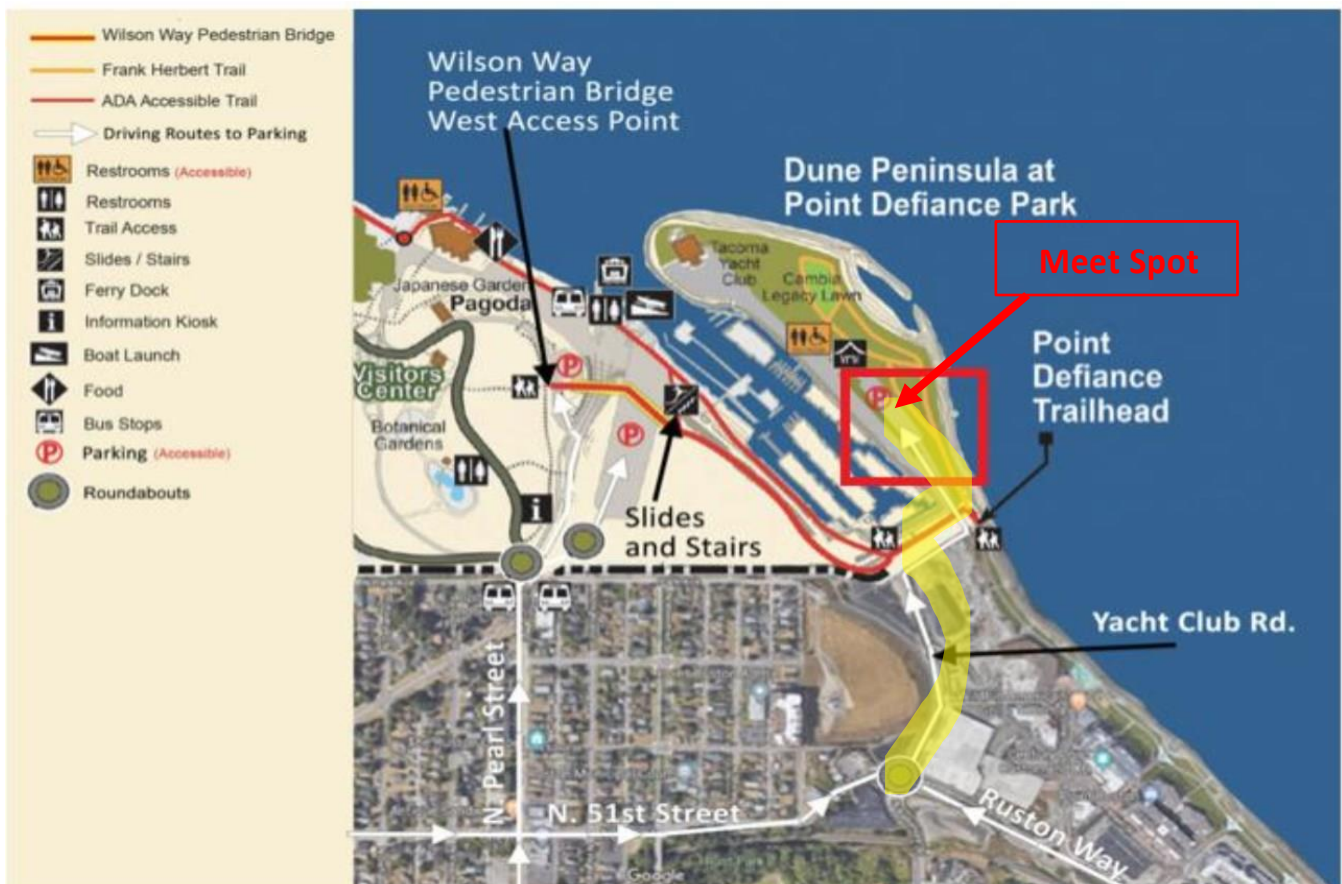 Wilson Way Pedestrian Bridge
Frank Herbert Trail
ADA Accessible Trail
Driving Routes to Parking
Restrooms (Accessible)
Restrooms
Trail Access
Slides / Stairs
Ferry Dock
i
Information Kiosk
Boat Launch
Food
Bus Stops
P
Parking (Accessible)
Roundabouts
Wilson Way
Pedestrian Bridge
West Access Point
Dune Peninsula at
Point Defiance Park
Meet Spot
Tacoma
Yacht
Club
Cambia
Legacy Lawn
Japanese Garden
Pagoda
Point
Defiance
Trailhead
P
P
Visitors
Center
Botanical
Gardens
P
i
Slides
and Stairs
Yacht Club Rd.
N. Pearl Street
N. 51st Street
Ruston Way
Google